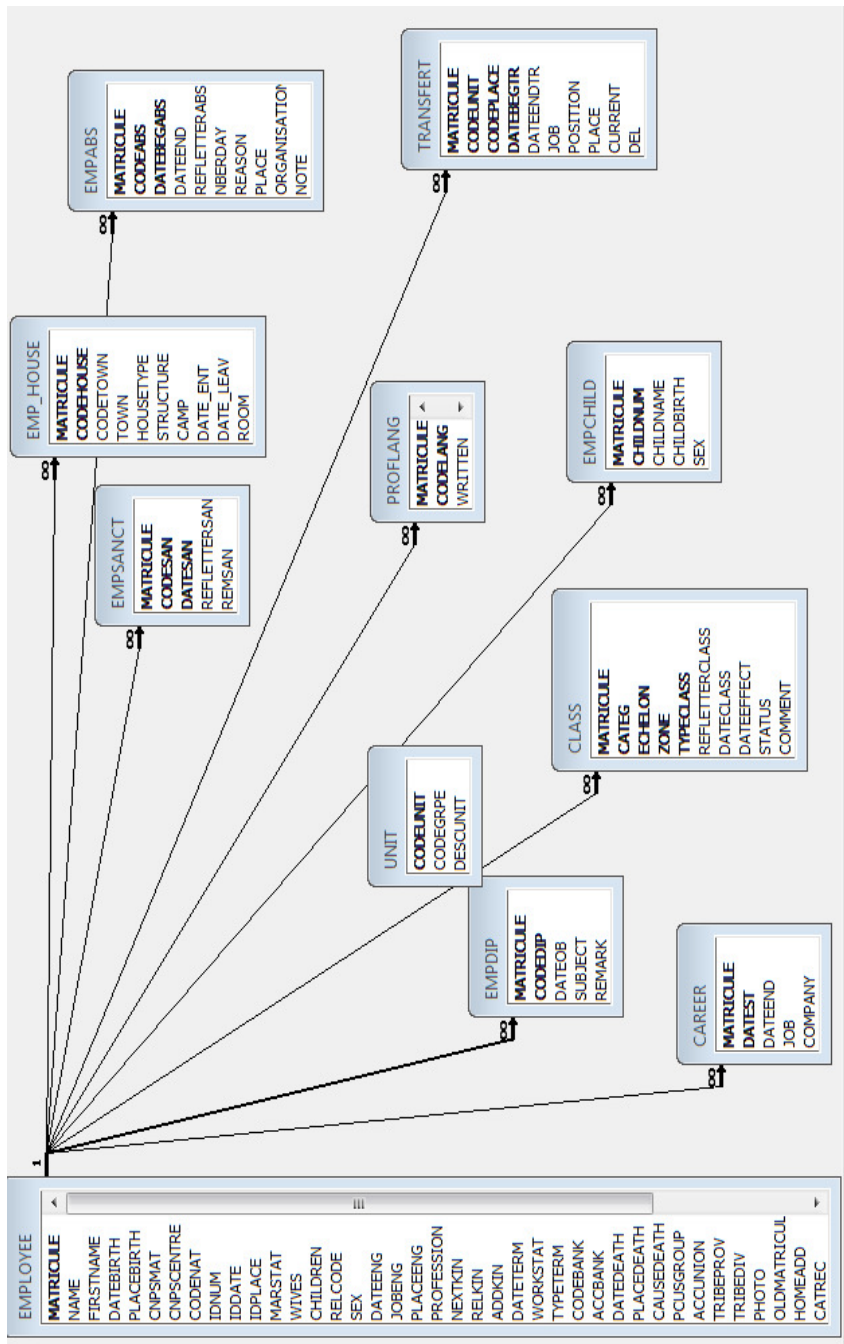 EMPLOYEE
MATRICULE
NAME
FIRSTNAME
DATEBIRTH
PLACEBIRTH
CNPSMAT
CNPSCENTRE
CODENAT
IDNUM
IDDATE
IDPLACE
MARSTAT
WIVES
CHILDREN
RELCODE
SEX
DATEENG
JOBENG
PLACEENG
PROFESSION
NEXTKIN
RELKIN
ADDKIN
DATETERM
WORKSTAT
TYPETERM
CODEBANK
ACCBANK
DATEDEATH
PLACEDEATH
CAUSEDEATH
PCUSGROUP
ACCUNION
TRIBEPROV
TRIBEDIV
PHOTO
OLDMATRICUL
HOMEADD
CATREC
1
∞
EMP_HOUSE
MATRICULE
CODEHOUSE
CODETOWN
TOWN
HOUSETYPE
STRUCTURE
CAMP
DATE_ENT
DATE_LEAV
ROOM
∞
EMPABS
MATRICULE
CODEABS
DATEBEGABS
DATEEND
REFLETTERABS
NBERDAY
REASON
PLACE
ORGANISATION
NOTE
∞
EMPSANCT
MATRICULE
CODESAN
DATESAN
REFLETTERSAN
REMSAN
∞
TRANSFERT
MATRICULE
CODEUNIT
CODEPLACE
DATEBEGTR
DATEENDTR
JOB
POSITION
PLACE
CURRENT
DEL
∞
PROFLANG
MATRICULE
CODELANG
WRITTEN
∞
UNIT
CODEUNIT
CODEGRPE
DESCUNIT
EMPCHILD
MATRICULE
CHILDNUM
CHILDNAME
CHILDBIRTH
SEX
∞
EMPDIP
MATRICULE
CODEDIP
DATEOB
SUBJECT
REMARK
∞
CLASS
MATRICULE
CATEG
ECHELON
ZONE
TYPECLASS
REFLETTERCLASS
DATECLASS
DATEEFFECT
STATUS
COMMENT
∞
CAREER
MATRICULE
DATEST
DATEEND
JOB
COMPANY
∞